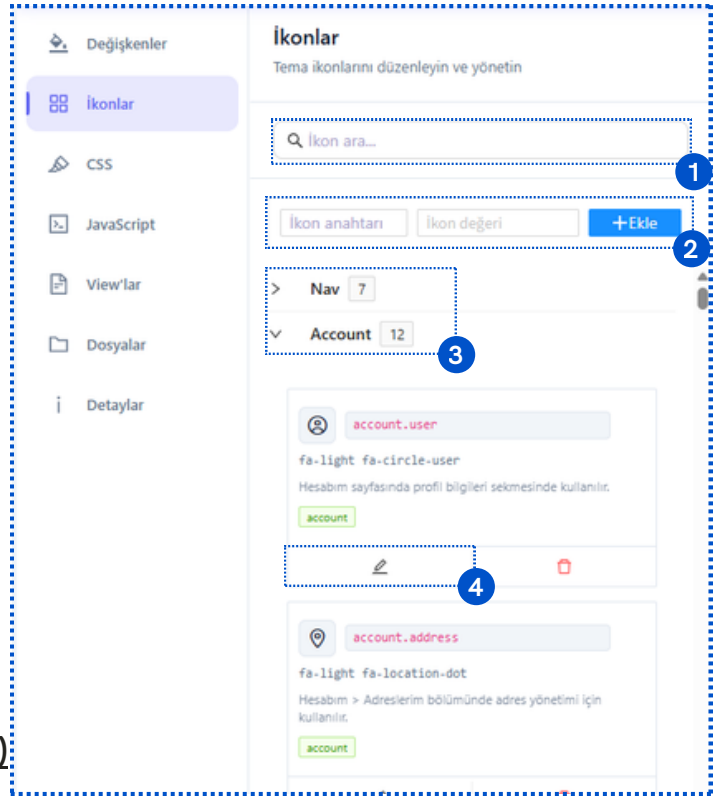 Değişkenler
İkonlar
CSS
JavaScript
View'lar
Dosyalar
Detaylar
)
İkonlar
Tema ikonlarını düzenleyin ve yönetin
İkon ara...
1
İkon anahtarı İkon değeri +Ekle
2
Nav 7
Account 12
3
account.user
fa-light fa-circle-user
Hesabım sayfasında profil bilgileri sekmesinde kullanılır.
account
4
account.address
fa-light fa-location-dot
Hesabım > Adreslerim bölümünde adres yönetimi için
kullanılır.
account